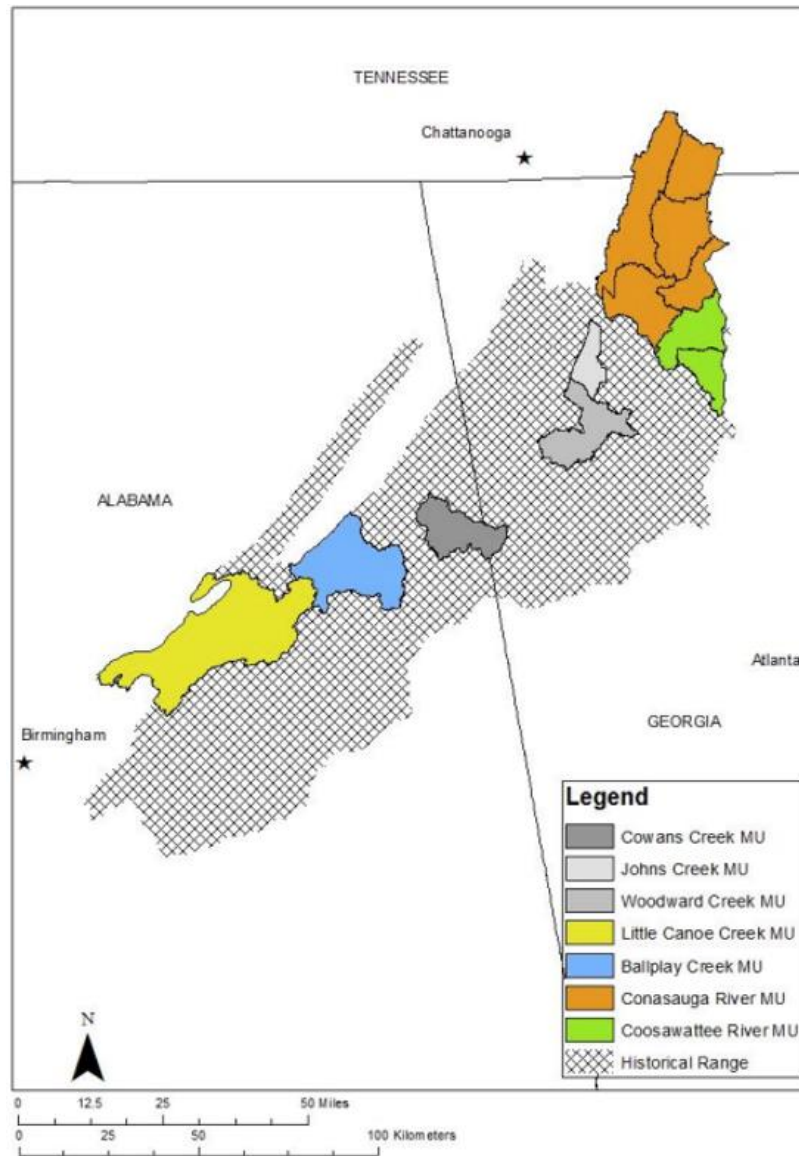 TENNESSEE
Chattanooga
ALABAMA
Atlanta
Birmingham
GEORGIA
Legend
Cowans Creek MU
Johns Creek MU
Woodward Creek MU
Little Canoe Creek MU
Ballplay Creek MU
Conasauga River MU
Coosawattee River MU
Historical Range
N
0 12.5 25 50 Miles
0 25 50 100 Kilometers